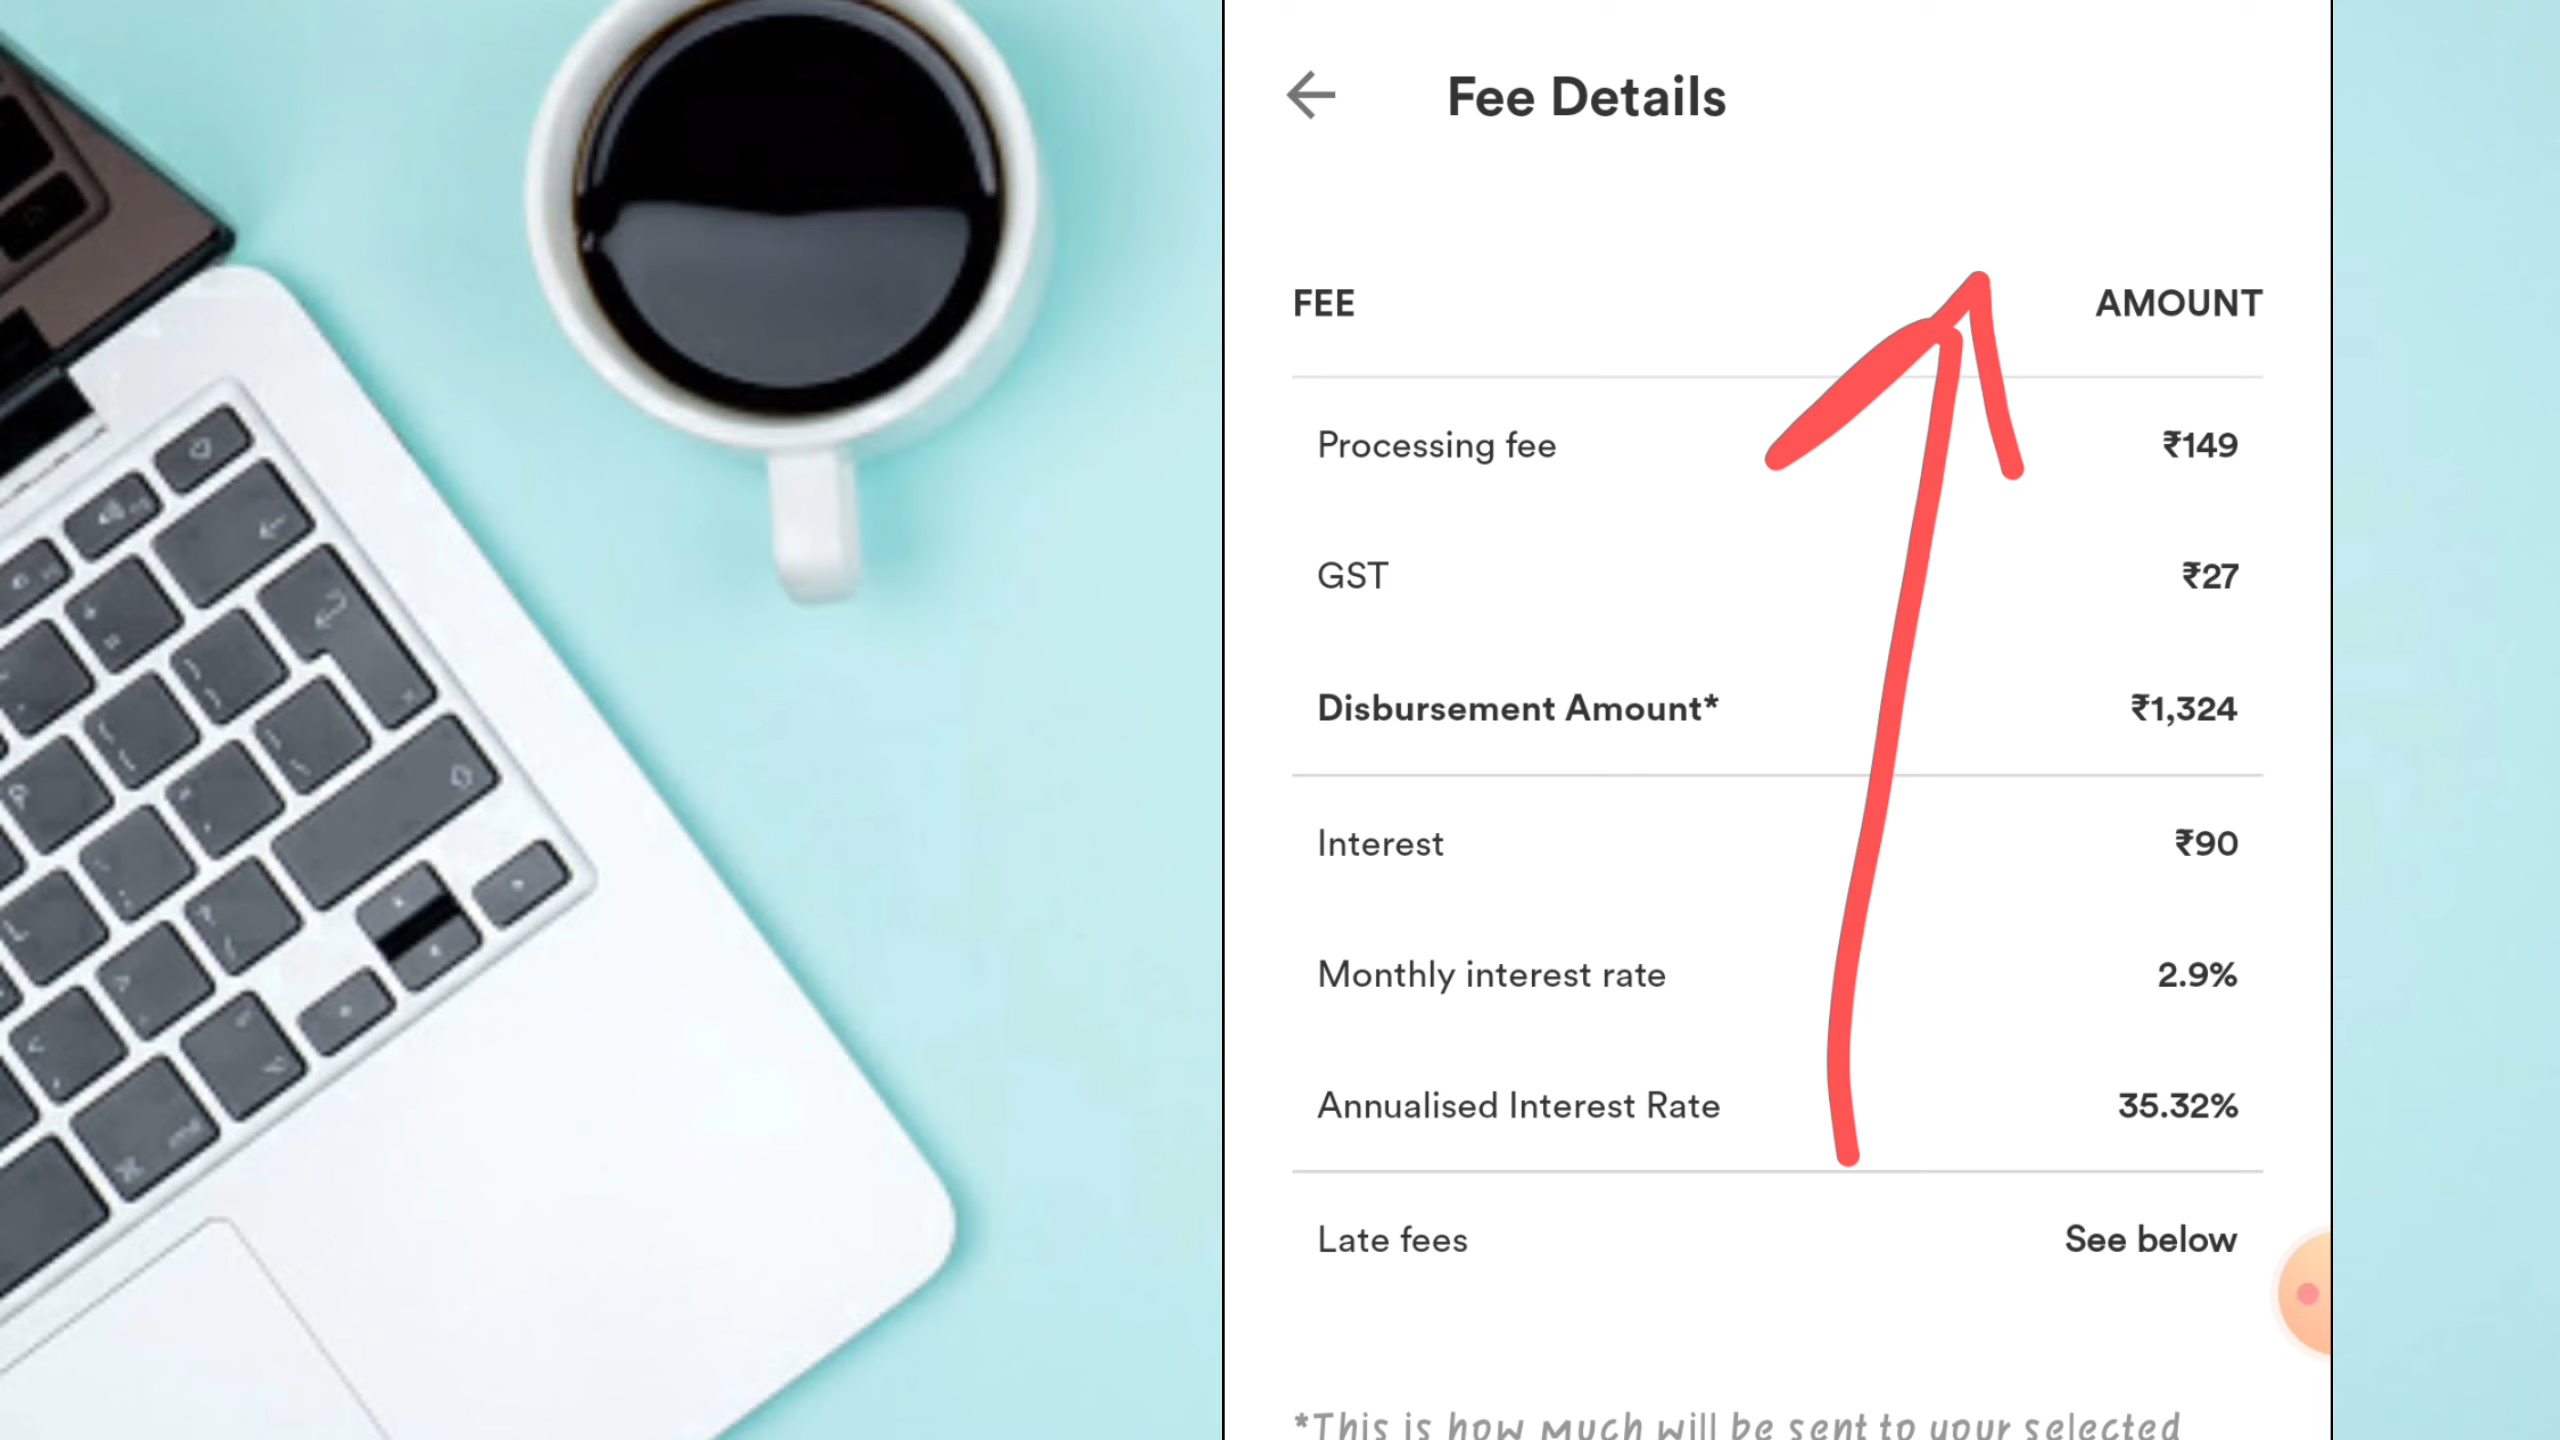 Fee Details
FEE AMOUNT
Processing fee ₹149
GST ₹27
Disbursement Amount* ₹1,324
Interest ₹90
Monthly interest rate 2.9%
Annualised Interest Rate 35.32%
Late fees See below
*This is how much will be sent to your selected